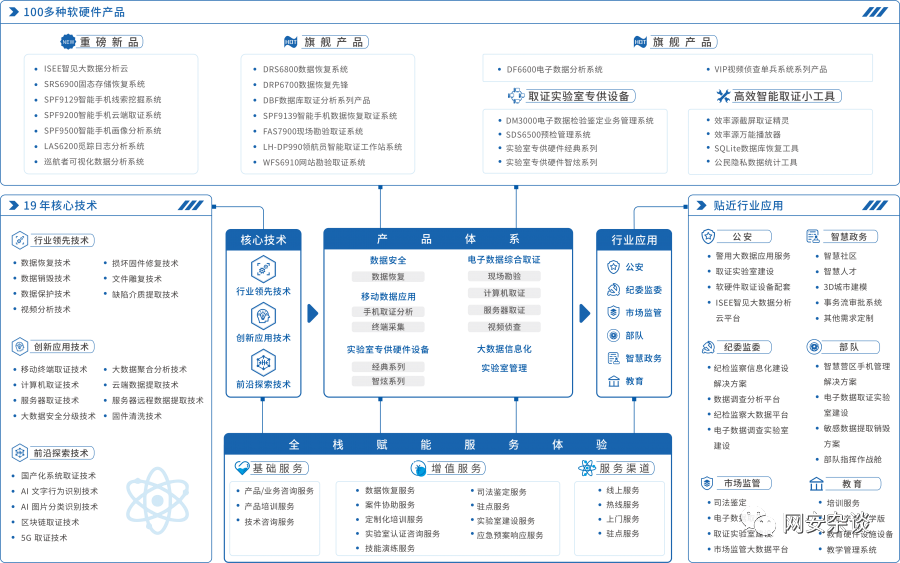 100多种软硬件产品
NEW 重磅新品
ISEE智见大数据分析云
SRS6900固态存储恢复系统
SPF9129智能手机线索挖掘系统
SPF9200智能手机云端取证系统
SPF9500智能手机画像分析系统
LAS6200觅踪日志分析系统
巡航者可视化数据分析系统
HOT 旗舰产品
DRS6800数据恢复系统
DRP6700数据恢复先锋
DBF数据库取证分析系列产品
SPF9139智能手机数据恢复取证系统
FAS7900现场勘验取证系统
LH-DP990领航员智能取证工作站系统
WFS6910网站勘验取证系统
HOT 旗舰产品
DF6600电子数据分析系统
VIP视频侦查单兵系统系列产品
取证实验室专供设备
DM3000电子数据检验鉴定业务管理系统
SDS6500预检管理系统
实验室专供硬件经典系列
实验室专供硬件智炫系列
高效智能取证小工具
效率源截屏取证精灵
效率源万能播放器
SQLite数据库恢复工具
公民隐私数据统计工具
19年核心技术
行业领先技术
数据恢复技术
数据销毁技术
数据保护技术
视频分析技术
损坏固件修复技术
文件雕复技术
缺陷介质提取技术
创新应用技术
移动终端取证技术
计算机取证技术
服务器取证技术
大数据安全分级技术
大数据聚合分析技术
云端数据提取技术
服务器远程数据提取技术
固件清洗技术
前沿探索技术
国产化系统取证技术
AI 文字行为识别技术
AI 图片分类识别技术
区块链取证技术
5G 取证技术
核心技术
行业领先技术
创新应用技术
前沿探索技术
产品体系
数据安全
数据恢复
移动数据应用
手机取证分析
终端采集
实验室专供硬件设备
经典系列
智炫系列
电子数据综合取证
现场勘验
计算机取证
服务器取证
视频侦查
大数据信息化
实验室管理
行业应用
公安
纪委监委
市场监管
部队
智慧政务
教育
全栈赋能服务体验
基础服务
产品/业务咨询服务
产品培训服务
技术咨询服务
增值服务
数据恢复服务
案件协助服务
定制化培训服务
实验室认证咨询服务
技能演练服务
司法鉴定服务
驻点服务
实验室建设服务
应急预案响应服务
服务渠道
线上服务
热线服务
上门服务
驻点服务
贴近行业应用
公安
警用大数据应用服务
取证实验室建设
软硬件取证设备配套
ISEE智见大数据分析
云平台
智慧政务
智慧社区
智慧人才
3D城市建模
事务流审批系统
其他需求定制
纪委监委
纪检监察信息化建设
解决方案
数据调查分析平台
纪检监察大数据平台
电子数据调查实验室
建设
部队
智慧营区手机管理
解决方案
电子数据取证实验
室建设
敏感数据提取销毁
方案
部队指挥作战舱
市场监管
司法鉴定
电子数
取证实验室建
市场监管大数据平台
教育
培训服务
学版
教育硬件设施设备
教学管理系统
网安杂谈